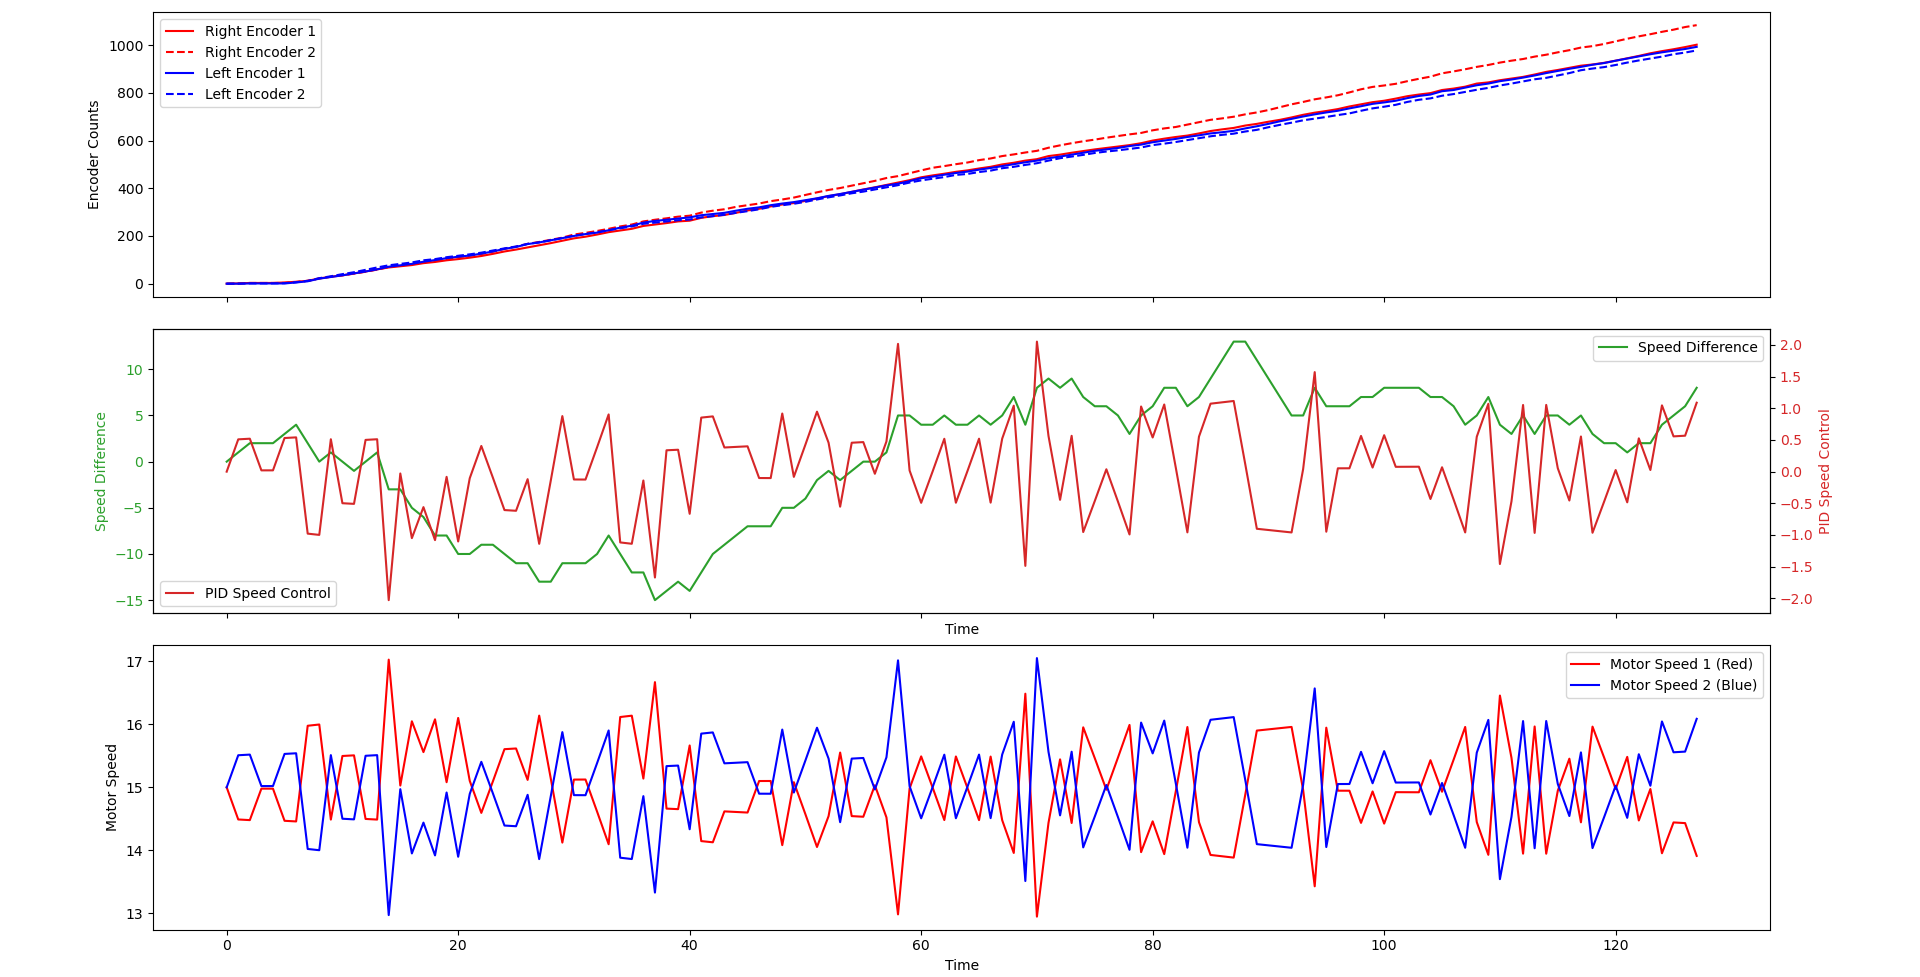 Right Encoder 1
Right Encoder 2
Left Encoder 1
Left Encoder 2
Encoder Counts
1000
800
600
400
200
0
Speed Difference
PID Speed Control
Speed Difference
10
5
0
−5
−10
−15
PID Speed Control
2.0
1.5
1.0
0.5
0.0
−0.5
−1.0
−1.5
−2.0
Time
Motor Speed 1 (Red)
Motor Speed 2 (Blue)
Motor Speed
17
16
15
14
13
0 20 40 60 80 100 120
Time